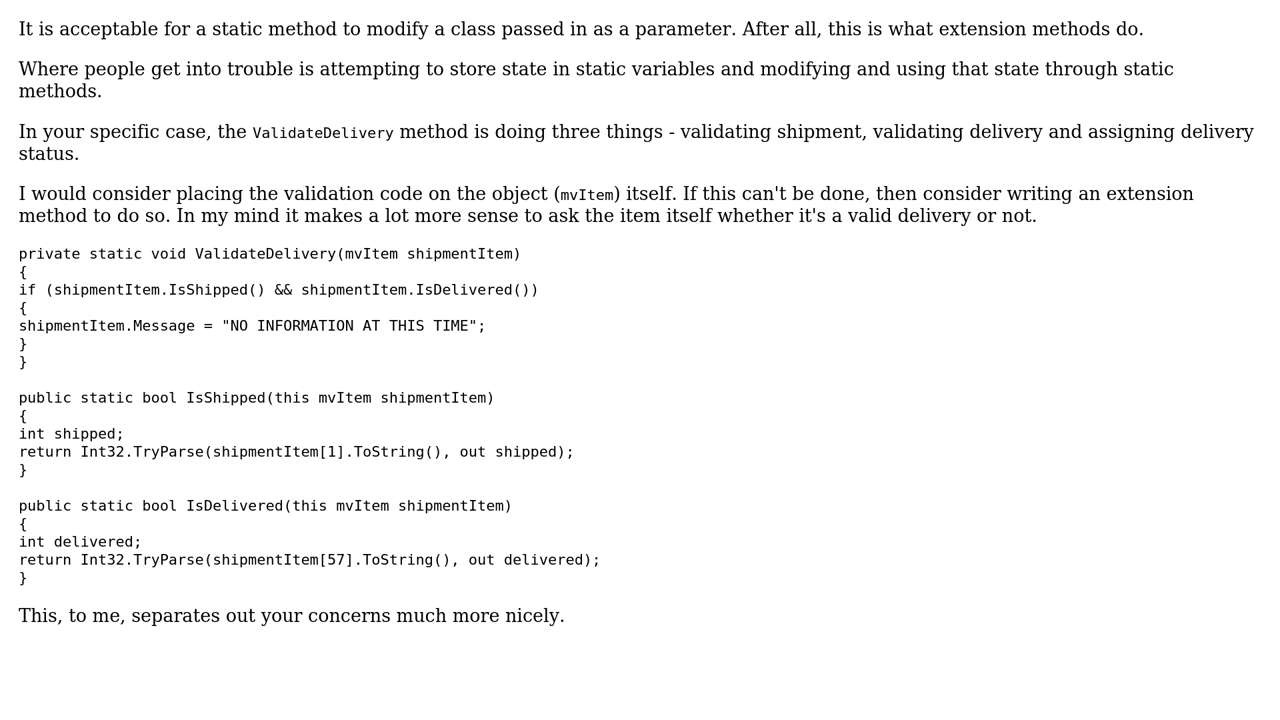 It is acceptable for a static method to modify a class passed in as a parameter. After all, this is what extension methods do.
Where people get into trouble is attempting to store state in static variables and modifying and using that state through static
methods.
In your specific case, the ValidateDelivery method is doing three things - validating shipment, validating delivery and assigning delivery
status.
I would consider placing the validation code on the object (mvItem) itself. If this can't be done, then consider writing an extension
method to do so. In my mind it makes a lot more sense to ask the item itself whether it's a valid delivery or not.
private static void ValidateDelivery(mvItem shipmentItem)
{
if (shipmentItem.IsShipped() && shipmentItem.IsDelivered())
{
shipmentItem.Message = "NO INFORMATION AT THIS TIME";
}
}
public static bool IsShipped(this mvItem shipmentItem)
{
int shipped;
return Int32.TryParse(shipmentItem[1].ToString(), out shipped);
}
public static bool IsDelivered(this mvItem shipmentItem)
{
int delivered;
return Int32.TryParse(shipmentItem[57].ToString(), out delivered);
}
This, to me, separates out your concerns much more nicely.